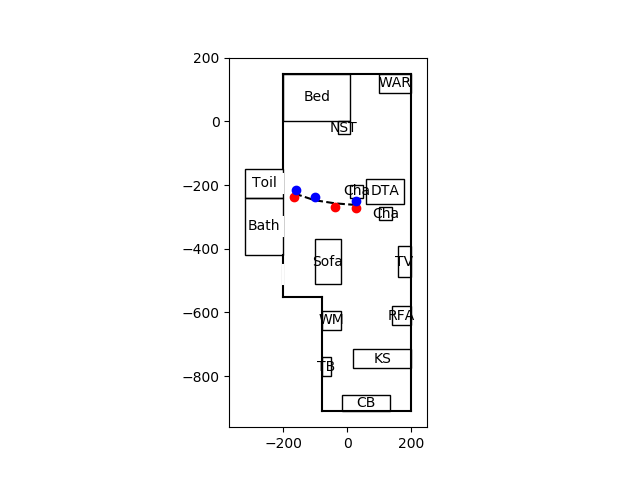 200
WAR
Bed
0
NST
Toil
Cha
DTA
−200
Cha
Bath
Sofa
TV
−400
−600
WM
RFA
KS
TB
−800
CB
−200
0
200